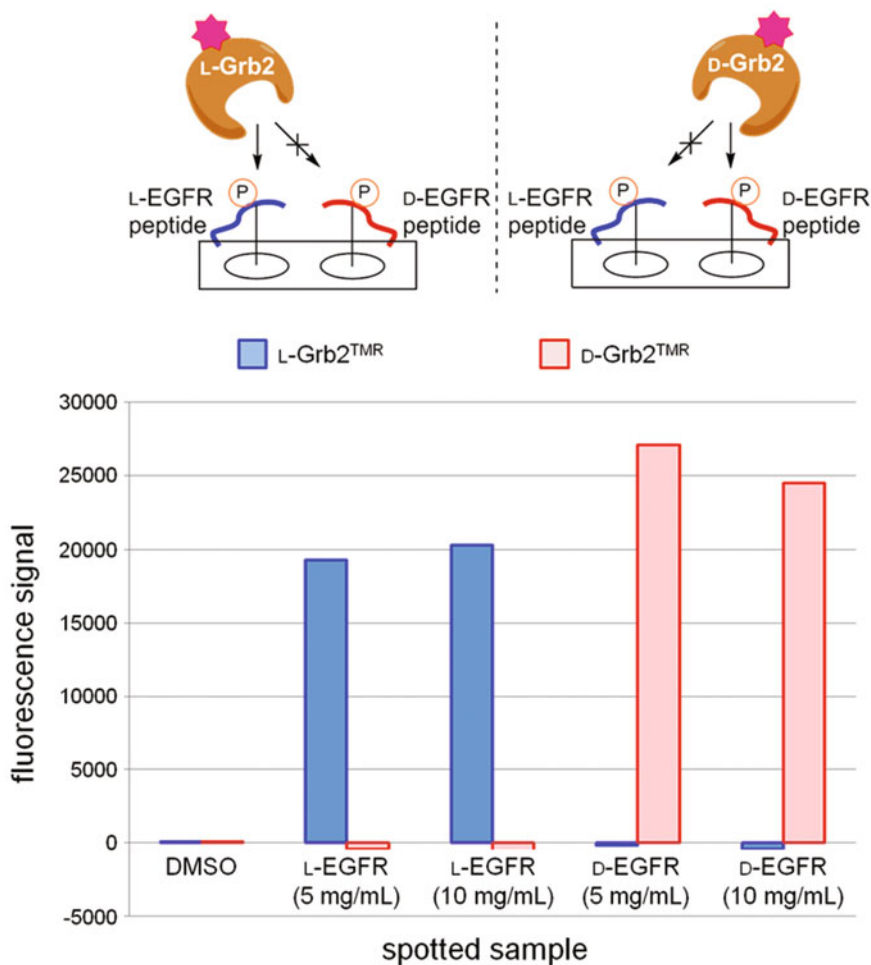 L-Grb2
D-Grb2
L-EGFR peptide
P
P
D-EGFR peptide
L-EGFR peptide
P
P
D-EGFR peptide
L-Grb2TMR
D-Grb2TMR
30000
25000
20000
15000
10000
5000
0
-5000
fluorescence signal
DMSO
L-EGFR
(5 mg/mL)
L-EGFR
(10 mg/mL)
D-EGFR
(5 mg/mL)
D-EGFR
(10 mg/mL)
spotted sample